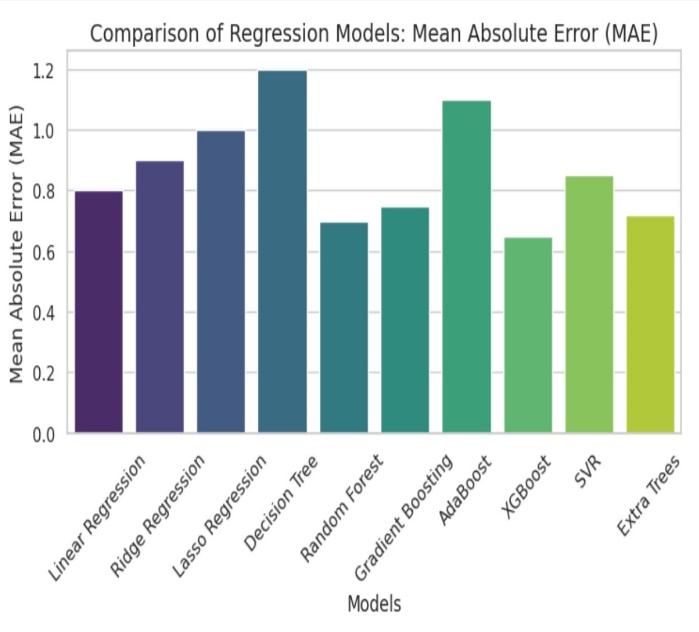 Comparison of Regression Models: Mean Absolute Error (MAE)
Mean Absolute Error (MAE)
1.2
1.0
0.8
0.6
0.4
0.2
0.0
Linear Regression
Ridge Regression
Lasso Regression
Decision Tree
Random Forest
Gradient Boosting
AdaBoost
XGBoost
SVR
Extra Trees
Models